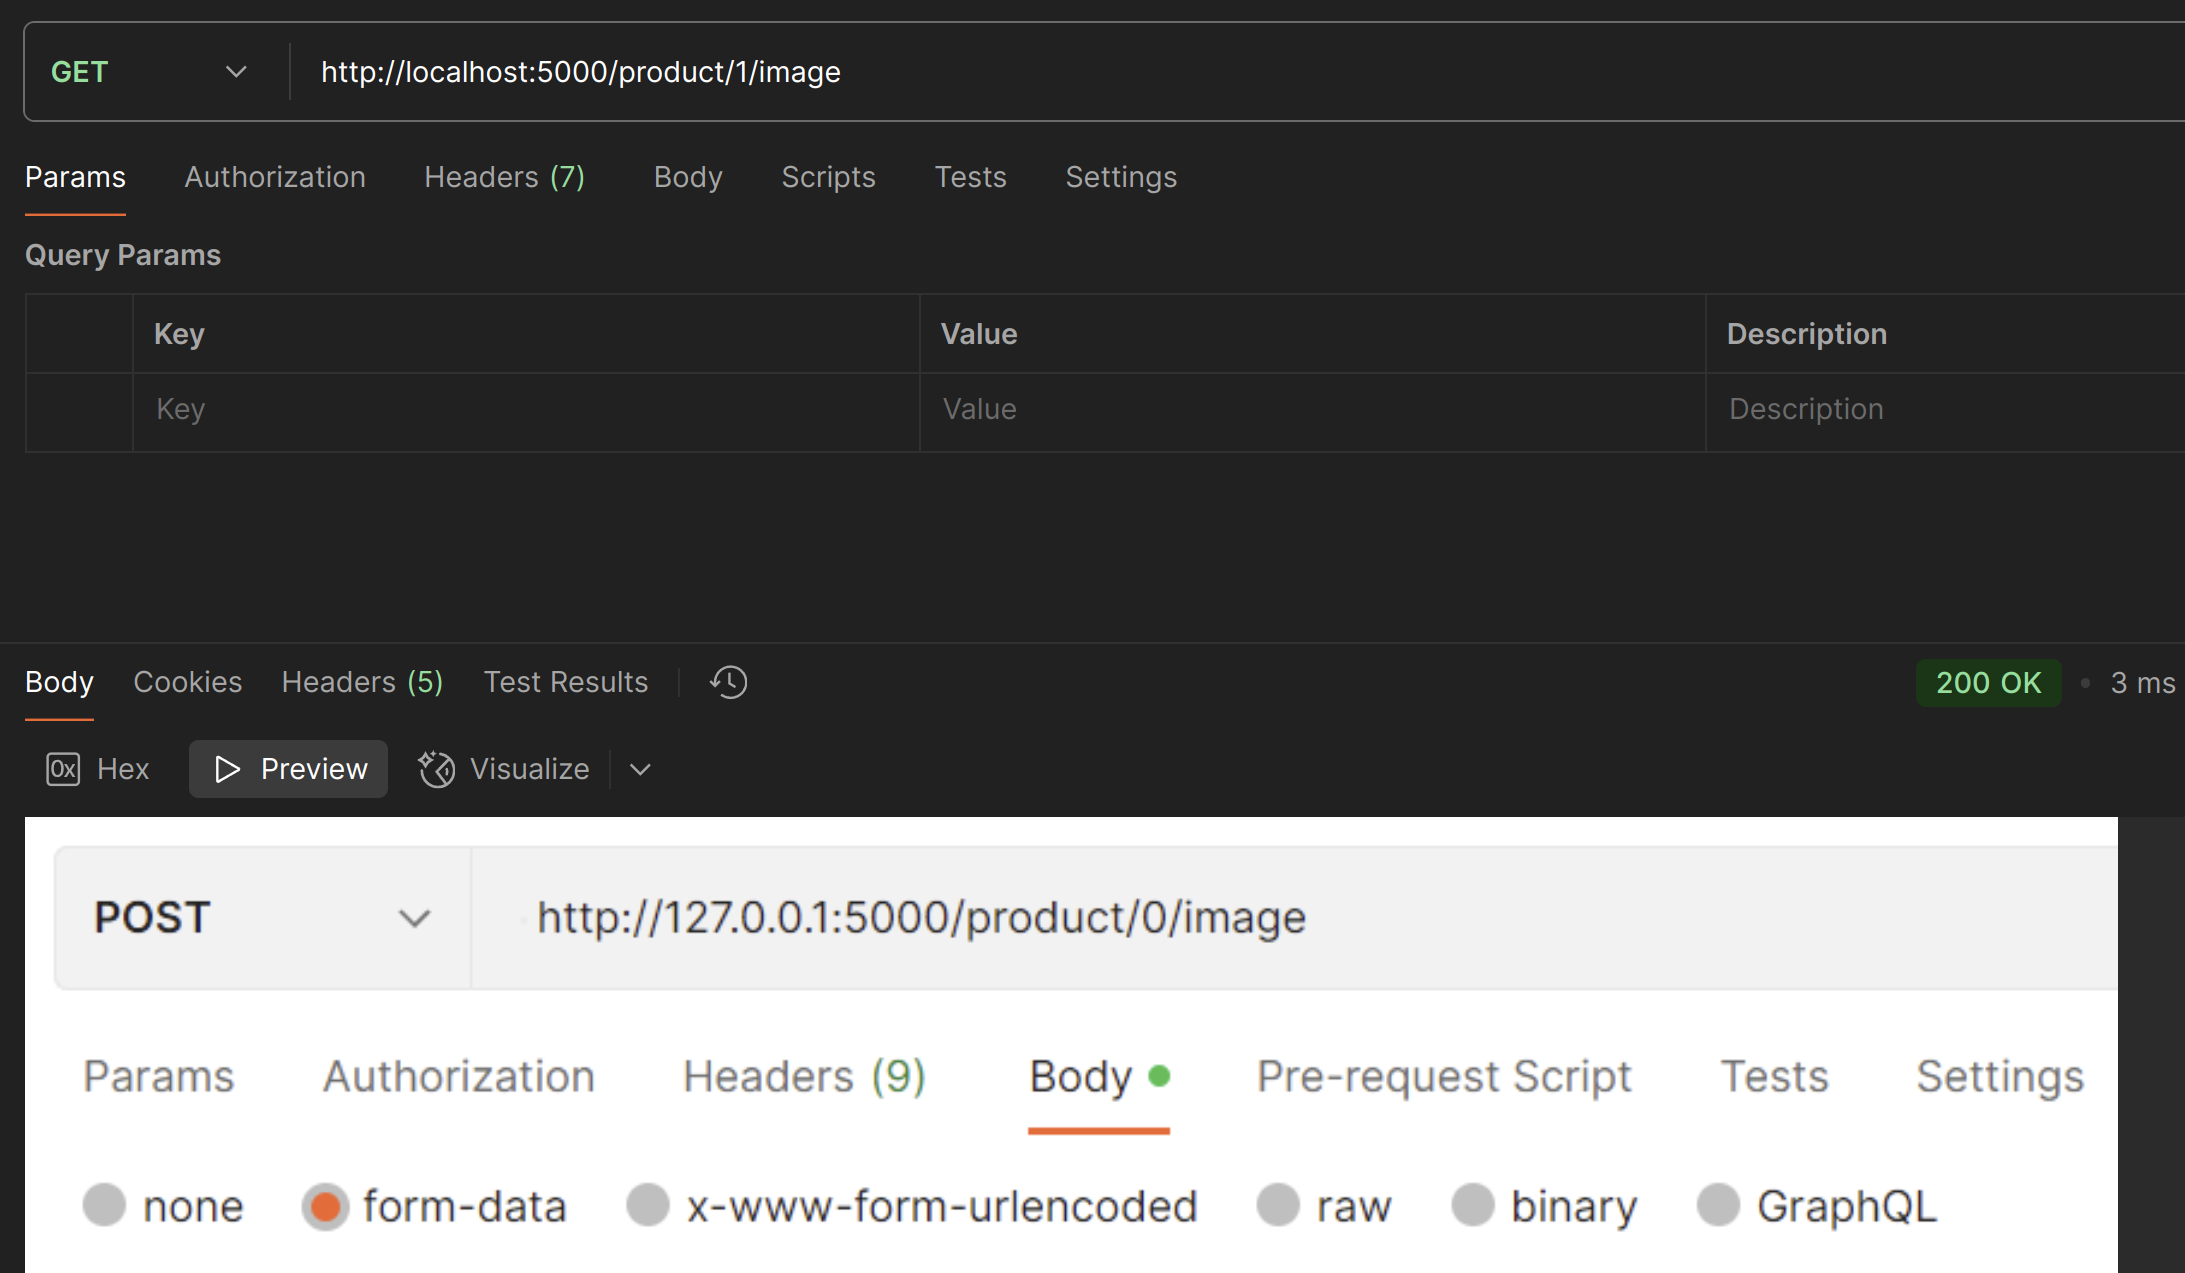 GET http://localhost:5000/product/1/image
Params Authorization Headers (7) Body Scripts Tests Settings
Query Params
Key Value Description
Key Value Description
Body Cookies Headers (5) Test Results 200 OK • 3 ms
0x Hex Preview Visualize
POST http://127.0.0.1:5000/product/0/image
Params Authorization Headers (9) Body Pre-request Script Tests Settings
none form-data x-www-form-urlencoded raw binary GraphQL